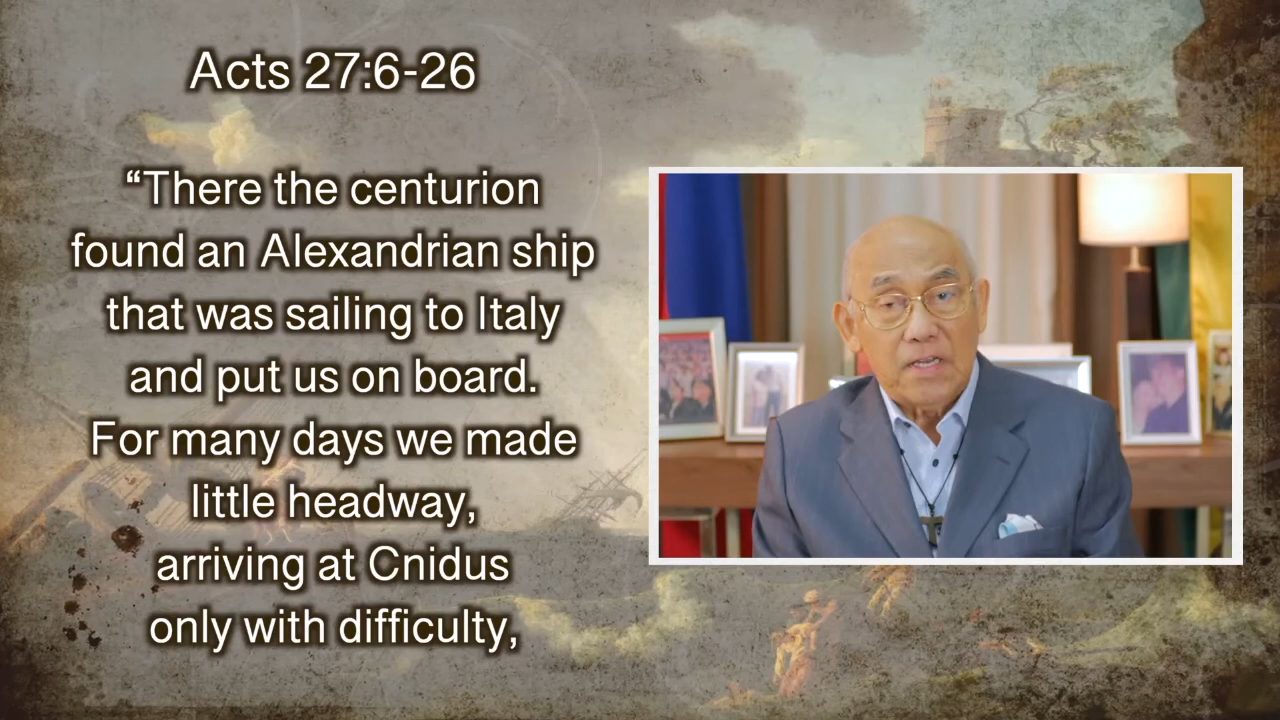 Acts 27:6-26
“There the centurion
found an Alexandrian ship
that was sailing to Italy
and put us on board.
For many days we made
little headway,
arriving at Cnidus
only with difficulty,